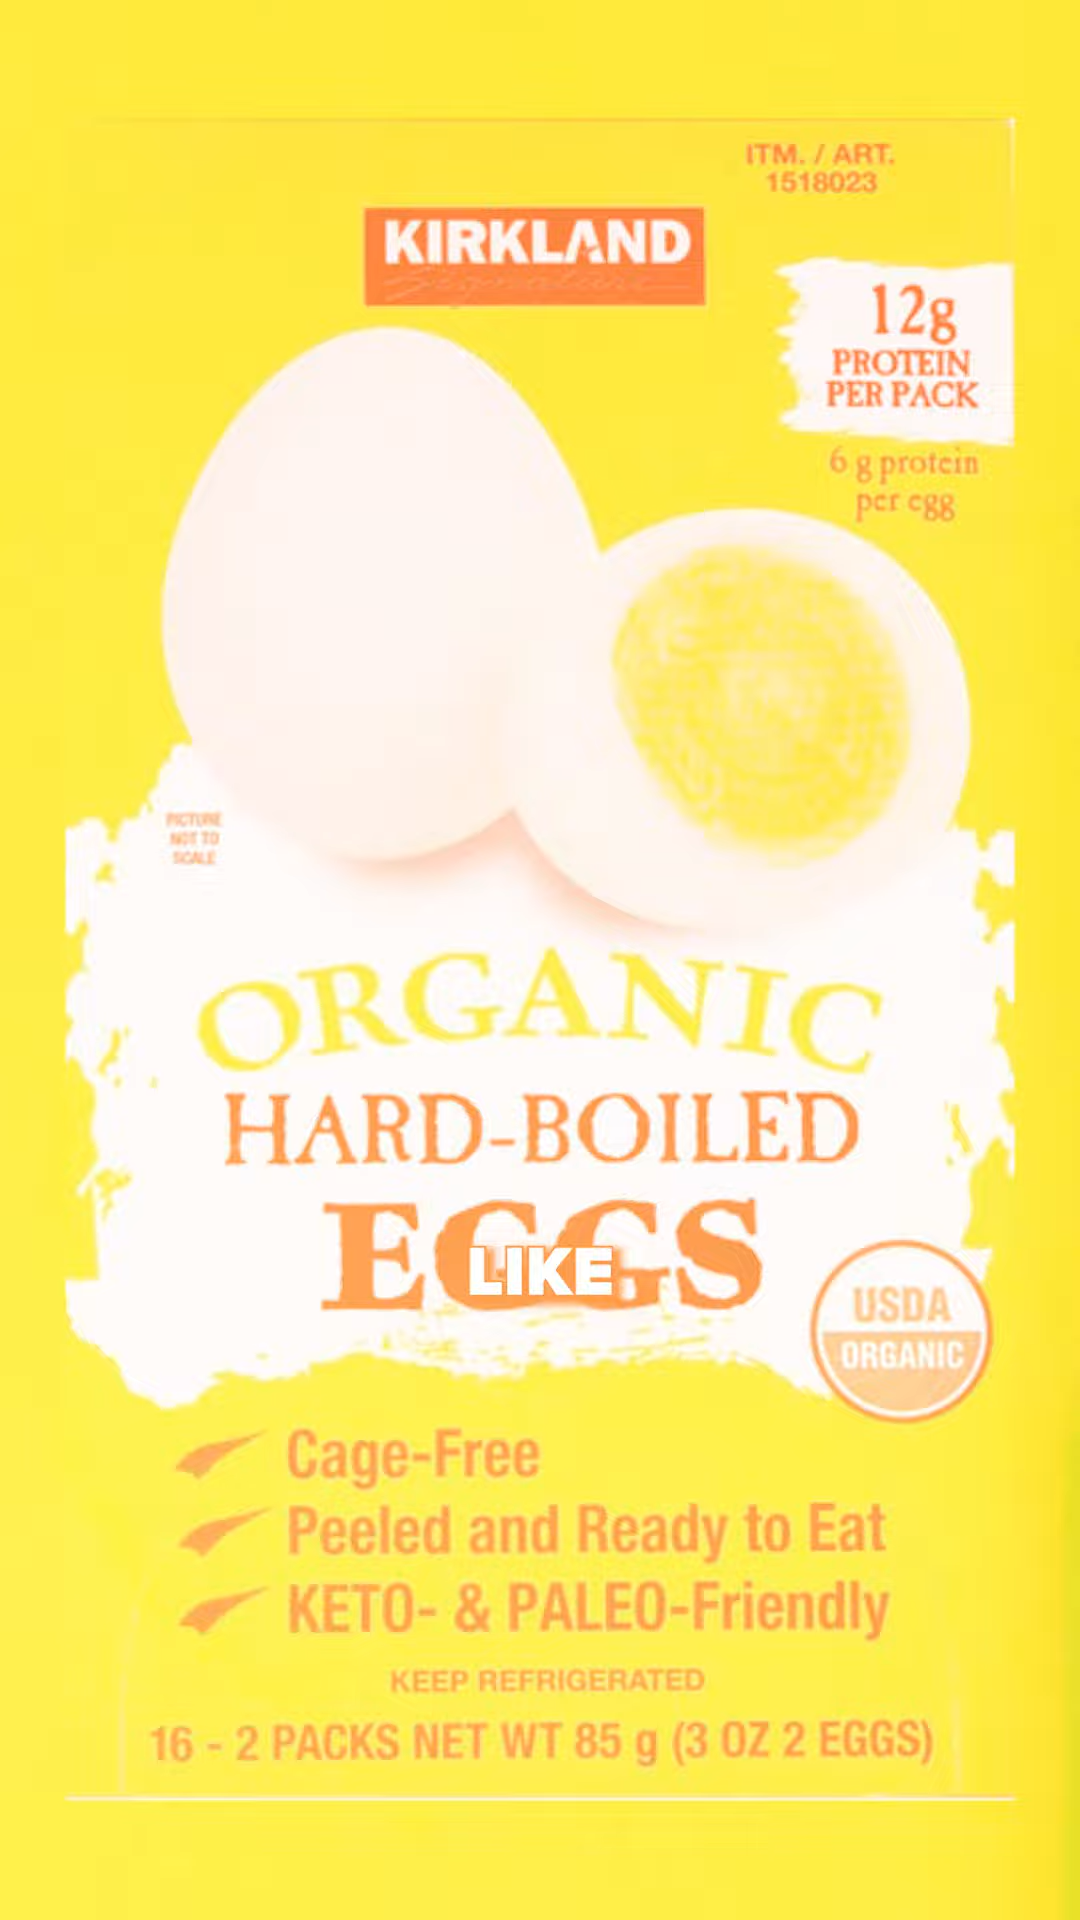 ITM. / ART.
1518023
KIRKLAND
Signature
12g
PROTEIN
PER PACK
6 g protein
per egg
PICTURE
NOT TO
SCALE
ORGANIC
HARD-BOILED
EGGS
LIKE
USDA
ORGANIC
Cage-Free
Peeled and Ready to Eat
KETO- & PALEO-Friendly
KEEP REFRIGERATED
16 - 2 PACKS NET WT 85 g (3 OZ 2 EGGS)